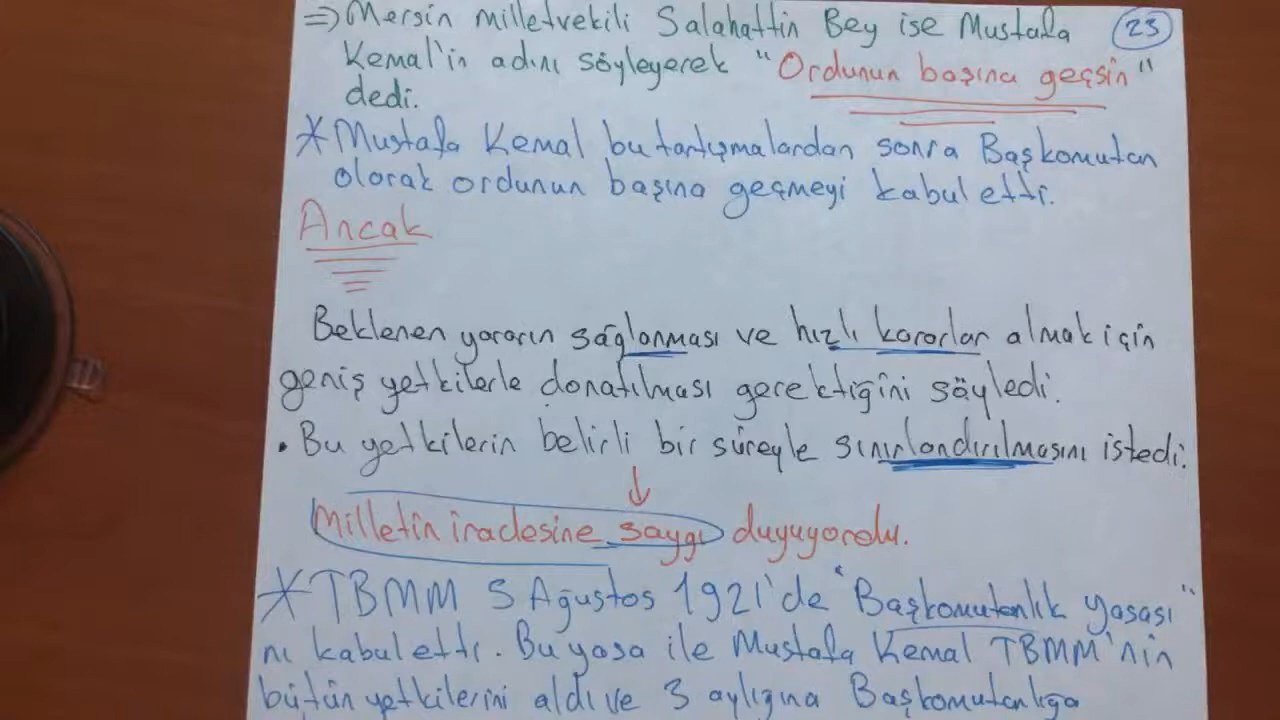 ⇒ Mersin milletvekili Salahattin Bey ise Mustafa 23
Kemal'in adını söyleyerek "Ordunun başına geçsin"
dedi.
* Mustafa Kemal bu tartışmalardan sonra Başkomutan
olarak ordunun başına geçmeyi kabul etti.
Ancak
Beklenen yararın sağlanması ve hızlı kararlar almak için
geniş yetkilerle donatılması gerektiğini söyledi.
• Bu yetkilerin belirli bir süreyle sınırlandırılmasını istedi.
↓
Milletin iradesine saygı duyuyordu.
* TBMM 5 Ağustos 1921'de "Başkomutanlık yasası"
nı kabul etti. Bu yasa ile Mustafa Kemal TBMM'nin
bütün yetkilerini aldı ve 3 aylığına Başkomutanlığa